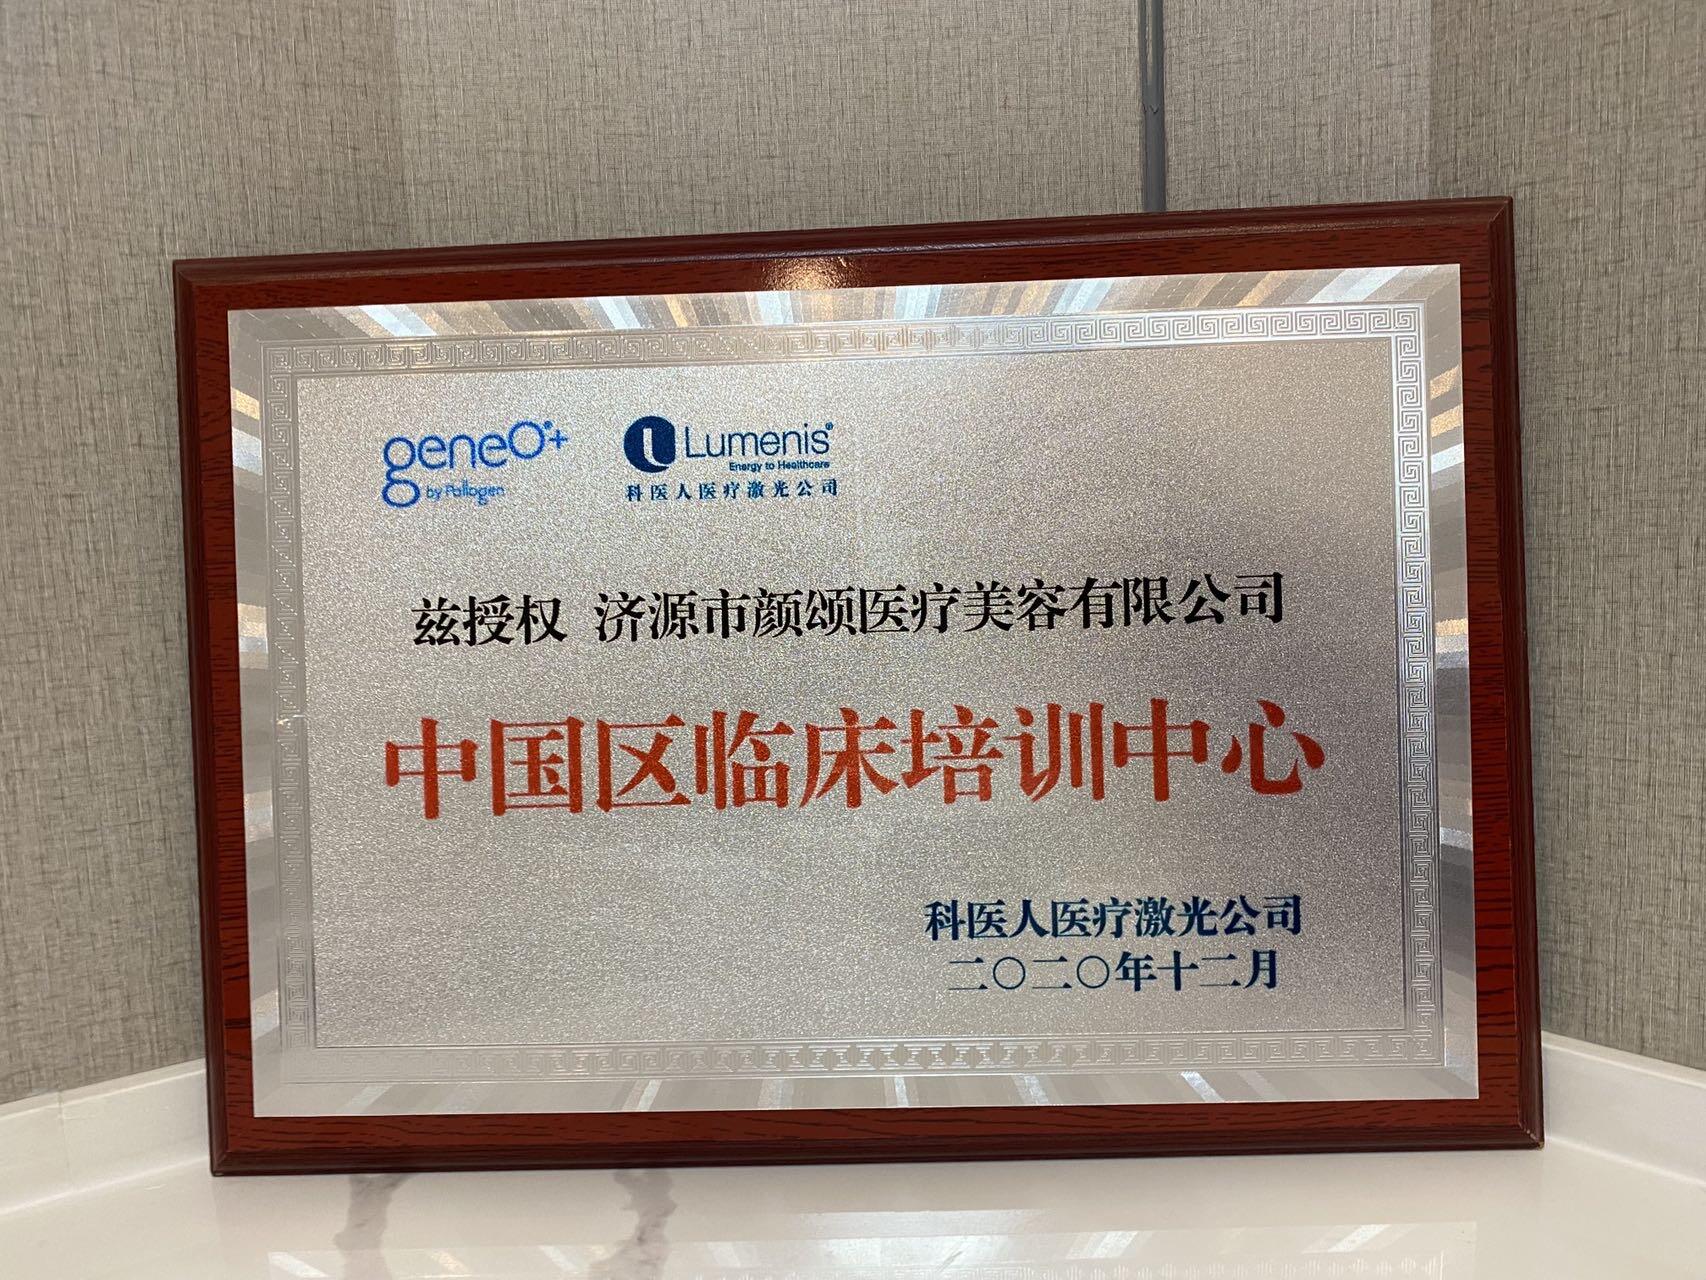 geneO+
by Pollogen
Lumenis®
Energy to Healthcare
科医人医疗激光公司
兹授权 济源市颜颂医疗美容有限公司
中国区临床培训中心
科医人医疗激光公司
二〇二〇年十二月